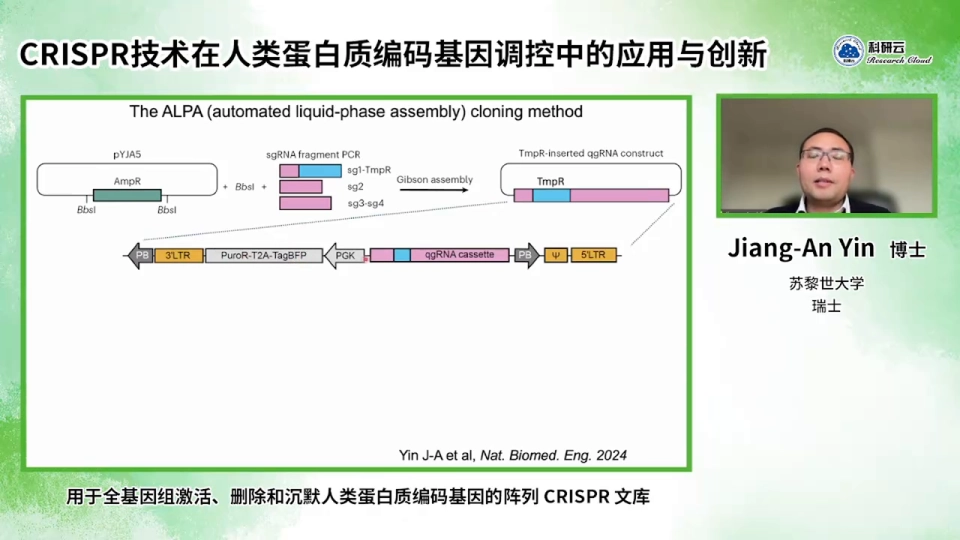 CRISPR技术在人类蛋白质编码基因调控中的应用与创新
科研云
Research Cloud
The ALPA (automated liquid-phase assembly) cloning method
pYJA5
AmpR
BbsI
BbsI
+ BbsI +
sgRNA fragment PCR
sg1-TmpR
sg2
sg3-sg4
Gibson assembly
TmpR-inserted qgRNA construct
TmpR
PB
3'LTR
PuroR-T2A-TagBFP
PGK
qgRNA cassette
PB
Ψ
5'LTR
Yin J-A et al, Nat. Biomed. Eng. 2024
Jiang-An Yin 博士
苏黎世大学
瑞士
用于全基因组激活、删除和沉默人类蛋白质编码基因的阵列 CRISPR 文库